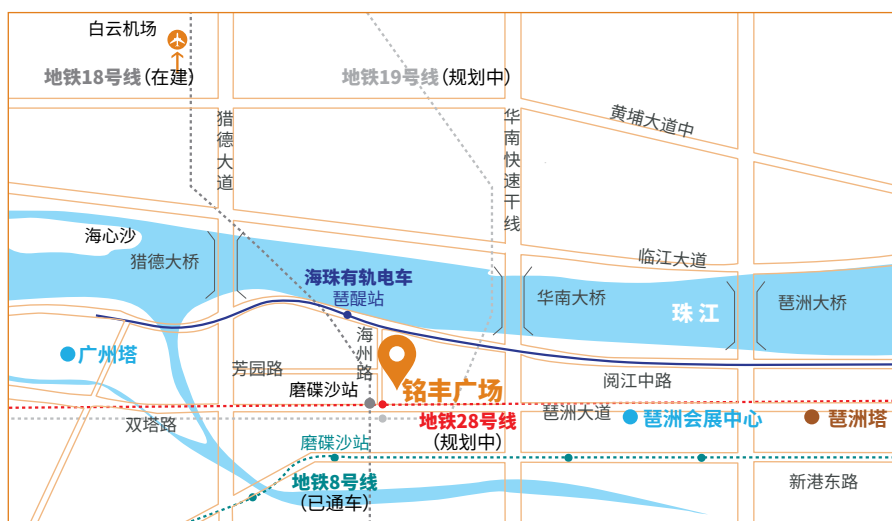 白云机场
地铁18号线(在建)
地铁19号线(规划中)
猎德大道
华南快速干线
黄埔大道中
海心沙
猎德大桥
临江大道
海珠有轨电车
琶醍站
华南大桥
珠江
琶洲大桥
海州路
广州塔
芳园路
磨碟沙站
铭丰广场
阅江中路
双塔路
地铁28号线
(规划中)
琶洲大道
琶洲会展中心
琶洲塔
磨碟沙站
地铁8号线
(已通车)
新港东路